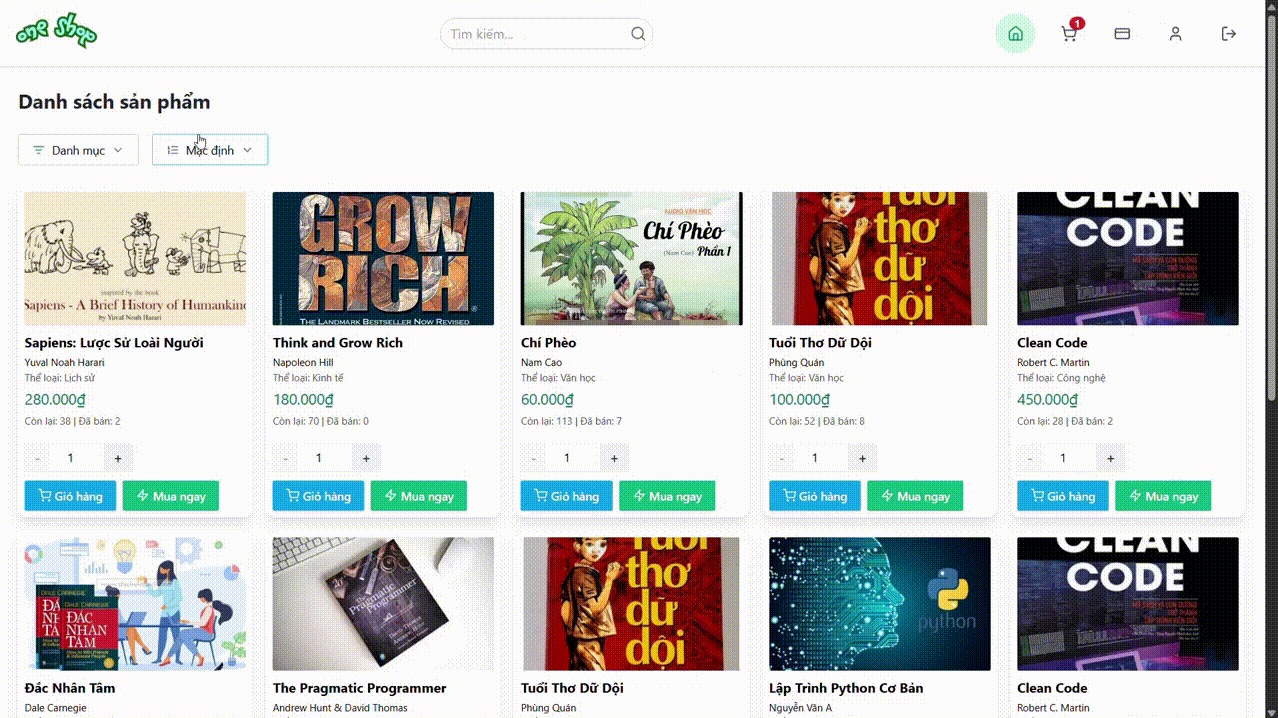 one shop
Tìm kiếm...
1
Danh sách sản phẩm
Danh mục
Mặc định
inspired by the book
Sapiens - A Brief History of Humankind
by Yuval Noah Harari
GROW
RICH
THE LANDMARK BESTSELLER NOW REVISED
AUDIO VĂN HỌC
Chí Phèo
(Nam Cao) Phần 1
Tuổi
thơ
dữ
dội
CLEAN
CODE
Sapiens: Lược Sử Loài Người
Yuval Noah Harari
Thể loại: Lịch sử
280.000₫
Còn lại: 38 | Đã bán: 2
- 1 +
Giỏ hàng
Mua ngay
Think and Grow Rich
Napoleon Hill
Thể loại: Kinh tế
180.000₫
Còn lại: 70 | Đã bán: 0
- 1 +
Giỏ hàng
Mua ngay
Chí Phèo
Nam Cao
Thể loại: Văn học
60.000₫
Còn lại: 113 | Đã bán: 7
- 1 +
Giỏ hàng
Mua ngay
Tuổi Thơ Dữ Dội
Phùng Quán
Thể loại: Văn học
100.000₫
Còn lại: 52 | Đã bán: 8
- 1 +
Giỏ hàng
Mua ngay
Clean Code
Robert C. Martin
Thể loại: Công nghệ
450.000₫
Còn lại: 28 | Đã bán: 2
- 1 +
Giỏ hàng
Mua ngay
DALE CARNEGIE
ĐẮC
NHÂN
TÂM
The Pragmatic
Programmer
Tuổi
thơ
dữ
dội
python
CLEAN
CODE
Đắc Nhân Tâm
Dale Carnegie
The Pragmatic Programmer
Andrew Hunt & David Thomas
Tuổi Thơ Dữ Dội
Phùng Quán
Lập Trình Python Cơ Bản
Nguyễn Văn A
Clean Code
Robert C. Martin